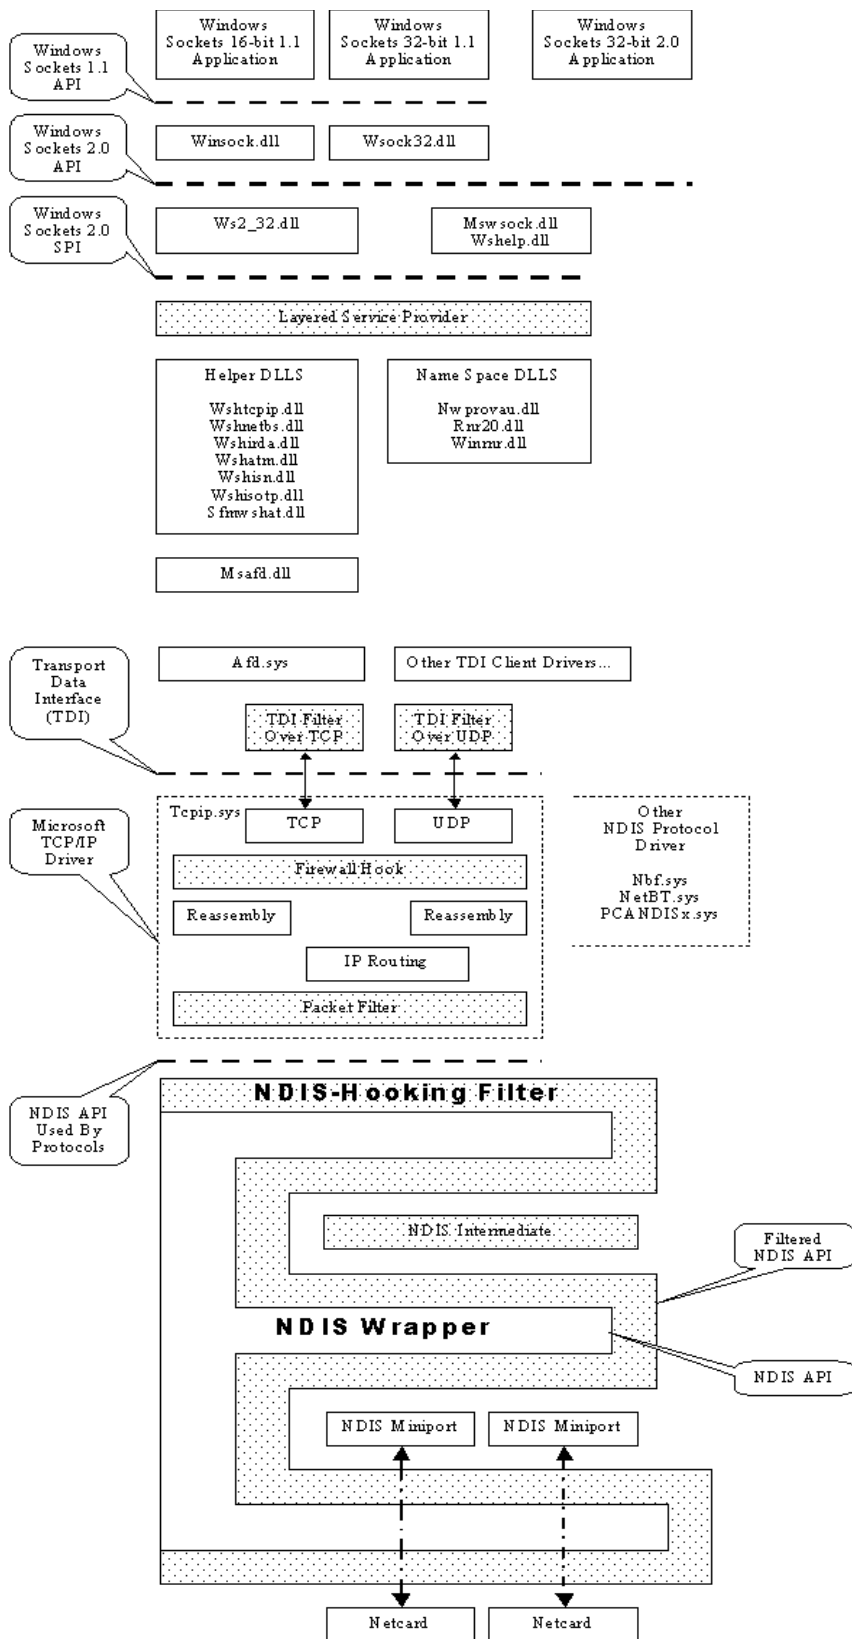 Windows
Sockets 16-bit 1.1
Application
Windows
Sockets 32-bit 1.1
Application
Windows
Sockets 32-bit 2.0
Application
Windows
Sockets 1.1
API
Winsock.dll
Wsock32.dll
Windows
Sockets 2.0
API
Windows
Sockets 2.0
SPI
Ws2_32.dll
Mswsock.dll
Wshelp.dll
Layered Service Provider
Helper DLLS
Wshtcpip.dll
Wshnetbs.dll
Wshirda.dll
Wshatm.dll
Wshisn.dll
Wshisotp.dll
Sfmwshat.dll
Name Space DLLS
Nwprovau.dll
Rnr20.dll
Winrnr.dll
Msafd.dll
Transport
Data
Interface
(TDI)
Afd.sys
Other TDI Client Drivers...
TDI Filter
Over TCP
TDI Filter
Over UDP
Microsoft
TCP/IP
Driver
Tcpip.sys
TCP
UDP
Firewall Hook
Reassembly
Reassembly
IP Routing
Packet Filter
Other
NDIS Protocol
Driver
Nbf.sys
NetBT.sys
PCANDISx.sys
NDIS API
Used By
Protocols
NDIS-Hooking Filter
NDIS Intermediate
Filtered
NDIS API
NDIS Wrapper
NDIS API
NDIS Miniport
NDIS Miniport
Netcard
Netcard